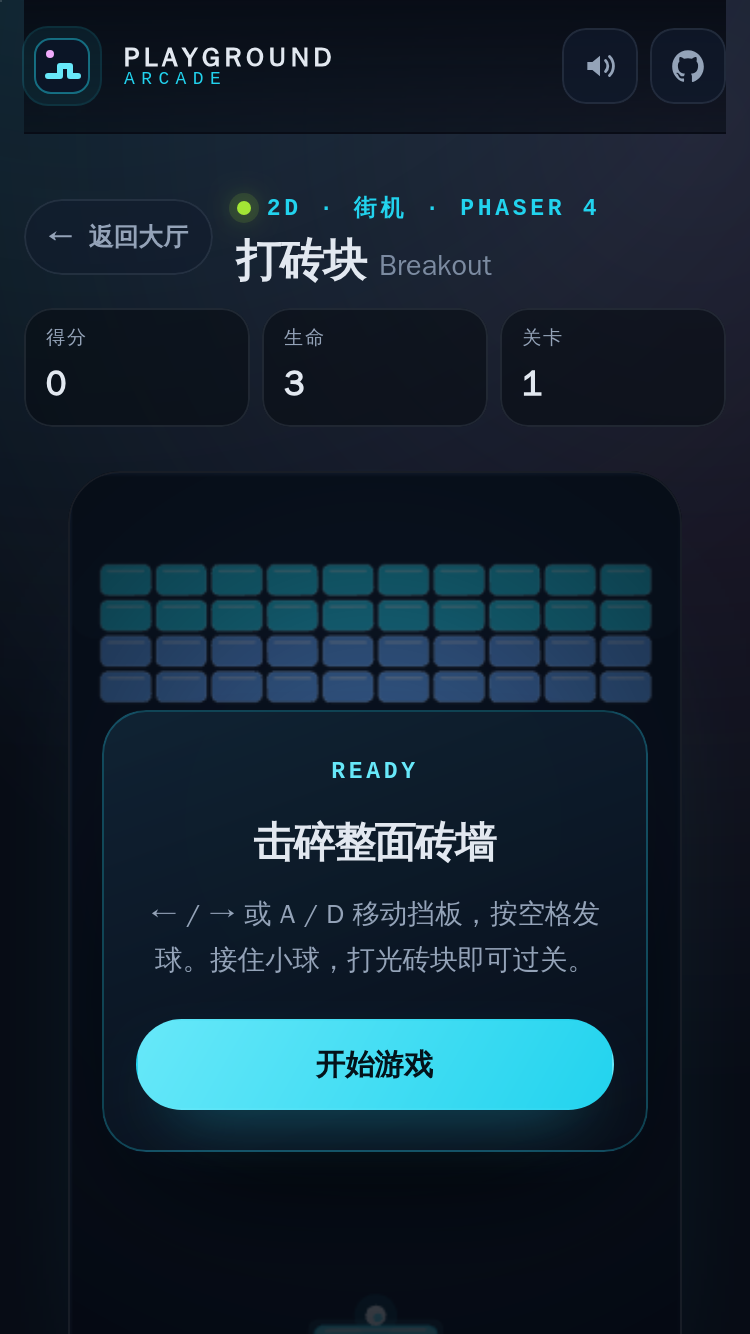 PLAYGROUND
ARCADE
← 返回大厅
2D · 街机 · PHASER 4
打砖块 Breakout
得分
0
生命
3
关卡
1
READY
击碎整面砖墙
← / → 或 A / D 移动挡板，按空格发
球。接住小球，打光砖块即可过关。
开始游戏